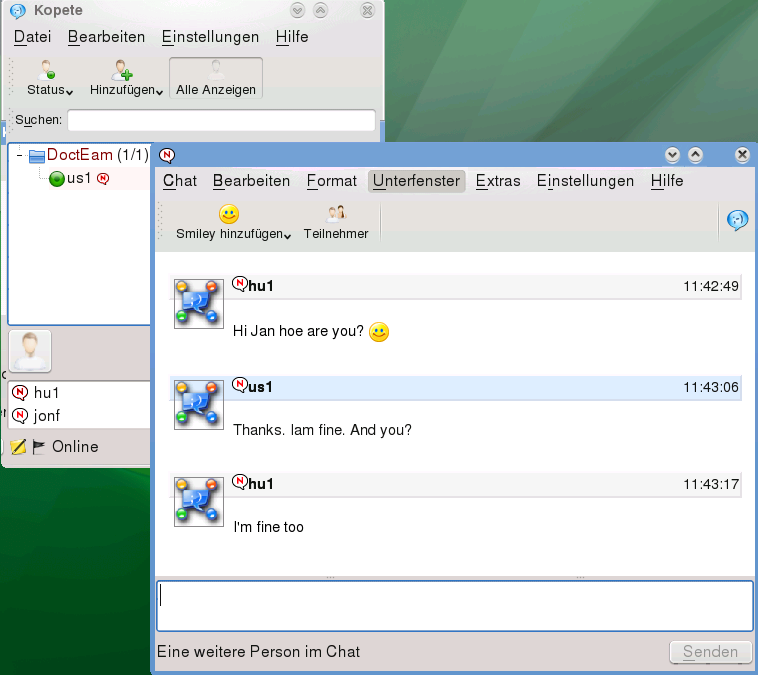 Kopete
Datei Bearbeiten Einstellungen Hilfe
Status Hinzufügen Alle Anzeigen
Suchen:
DoctEam (1/1)
us1
hu1
jonf
Online
Chat Bearbeiten Format Unterfenster Extras Einstellungen Hilfe
Smiley hinzufügen Teilnehmer
hu1 11:42:49
Hi Jan hoe are you?
us1 11:43:06
Thanks. Iam fine. And you?
hu1 11:43:17
I'm fine too
Eine weitere Person im Chat Senden